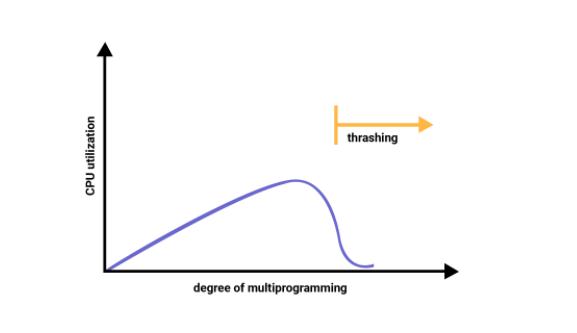 CPU utilization
thrashing
degree of multiprogramming